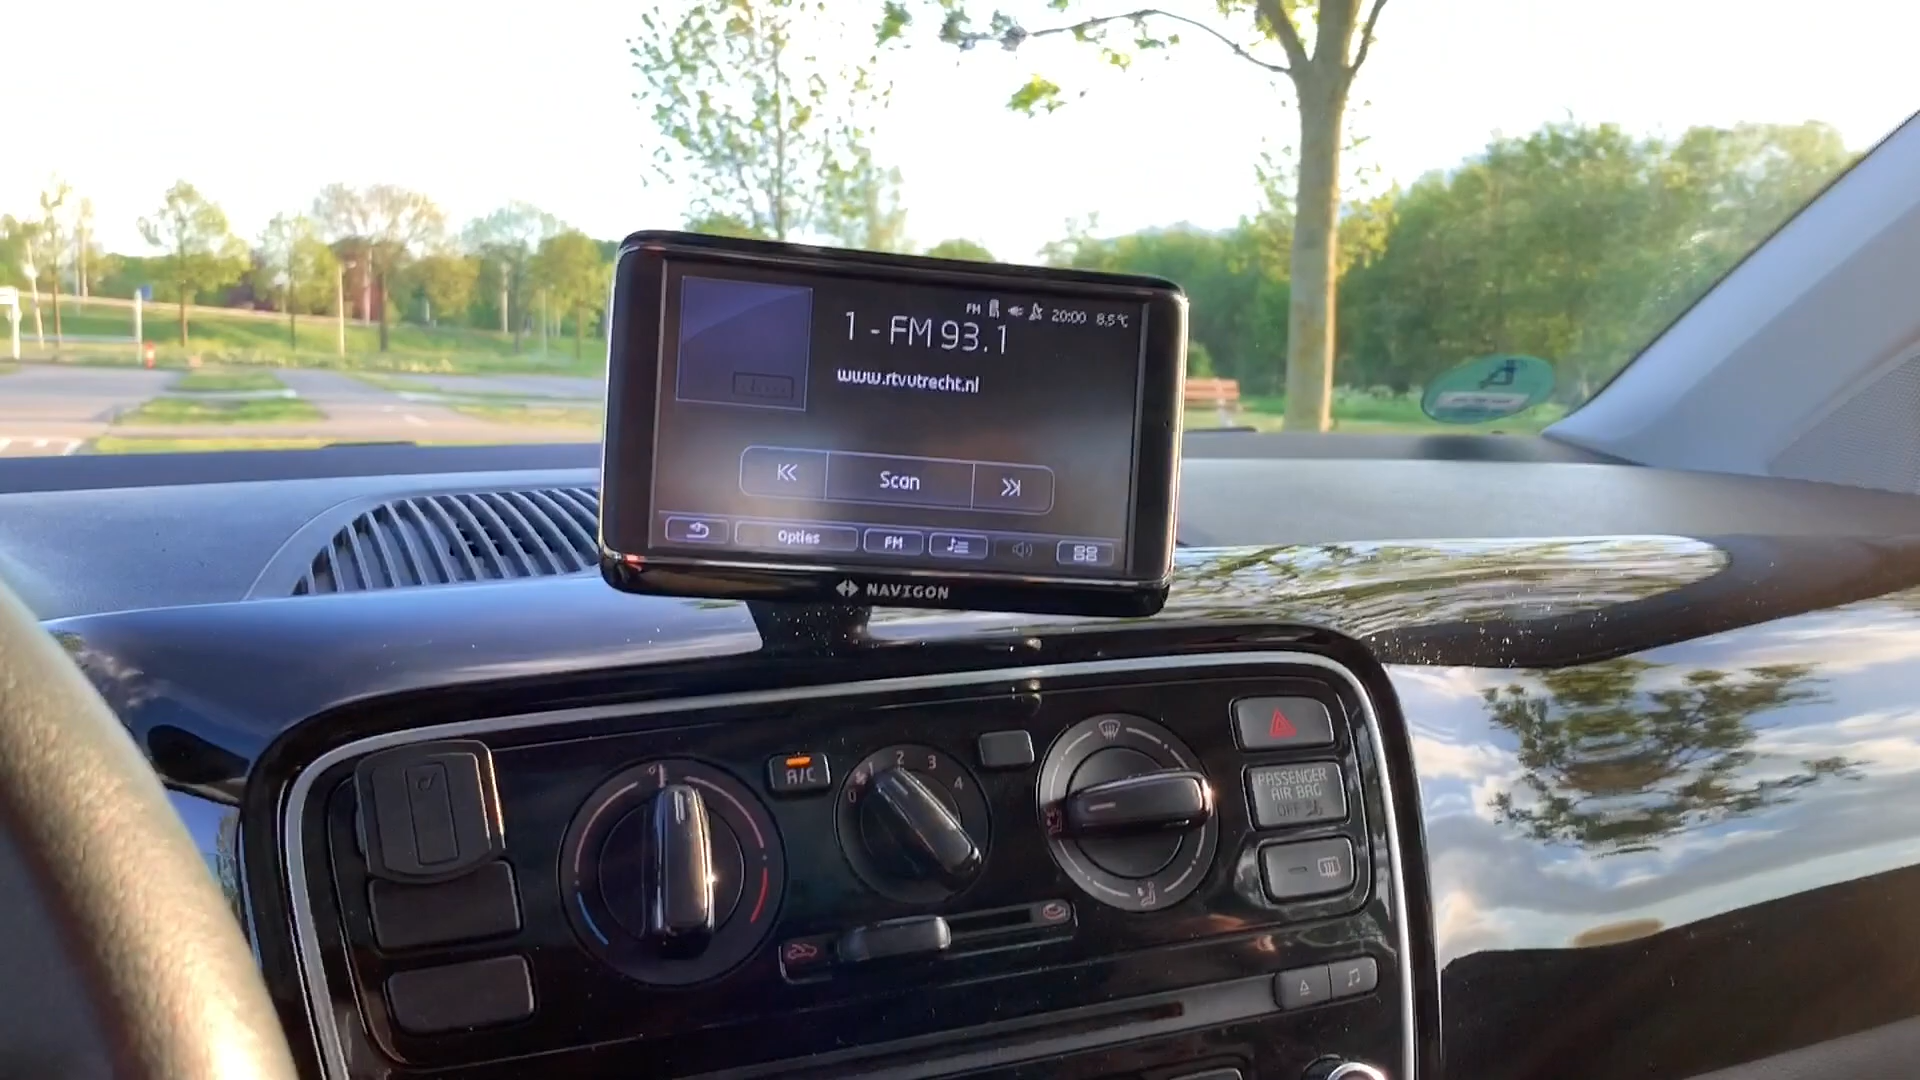 FM 20:00 8.5°C
1 - FM 93.1
www.rtvutrecht.nl
Scan
Opties FM
NAVIGON
A/C
0 1 2 3 4
PASSENGER
AIR BAG
OFF